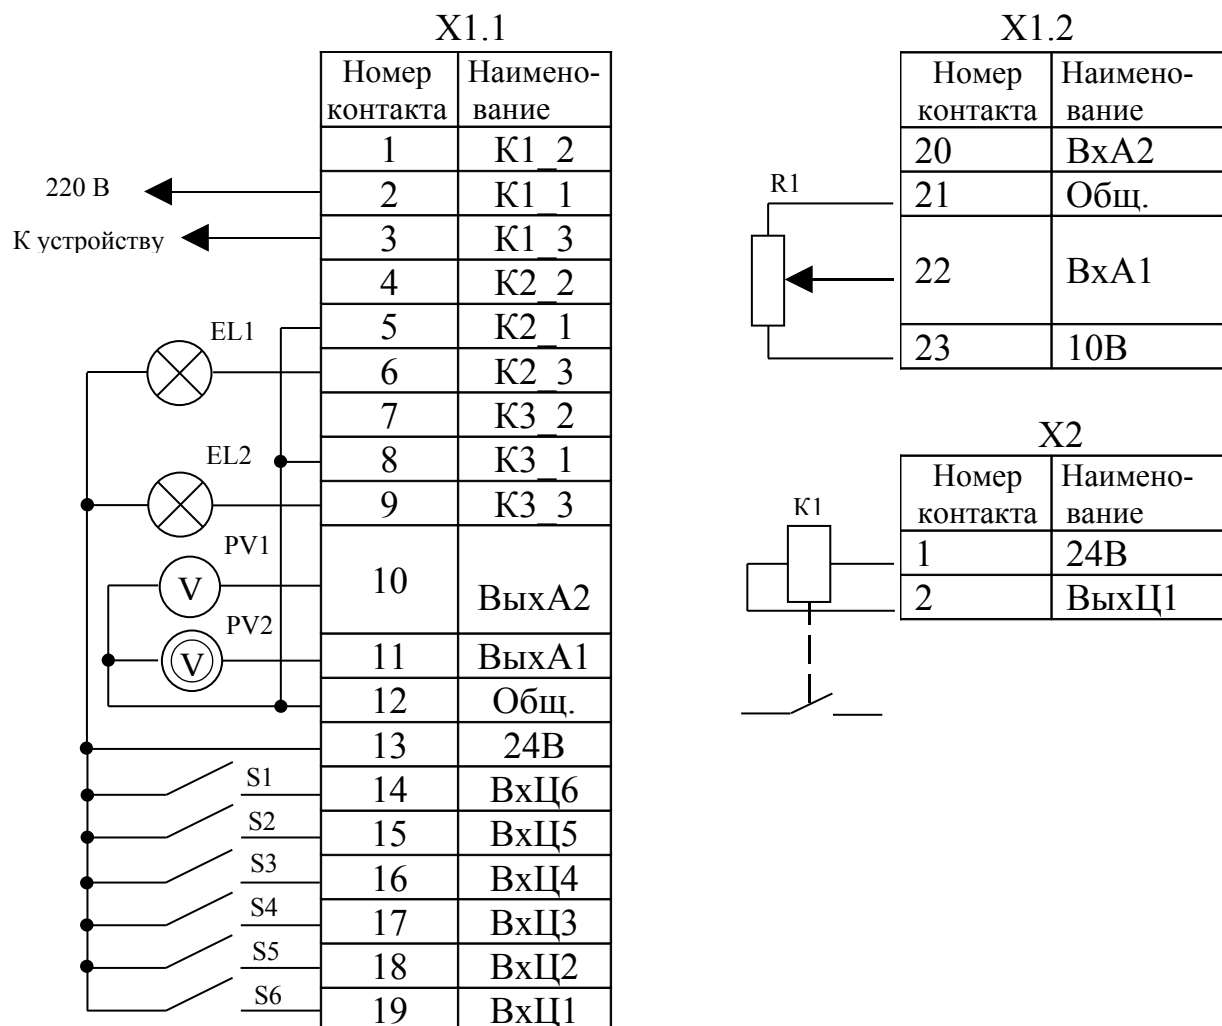 X1.1
Номер контакта Наимено-вание
1 К1_2
220 В 2 К1_1
К устройству 3 К1_3
4 К2_2
5 К2_1
EL1
6 К2_3
7 К3_2
EL2 8 К3_1
9 К3_3
PV1
V 10 ВыхА2
PV2
V 11 ВыхА1
12 Общ.
13 24В
S1 14 ВхЦ6
S2 15 ВхЦ5
S3 16 ВхЦ4
S4 17 ВхЦ3
S5 18 ВхЦ2
S6 19 ВхЦ1
X1.2
Номер контакта Наимено-вание
20 ВхА2
R1 21 Общ.
22 ВхА1
23 10В
X2
Номер контакта Наимено-вание
К1
1 24В
2 ВыхЦ1